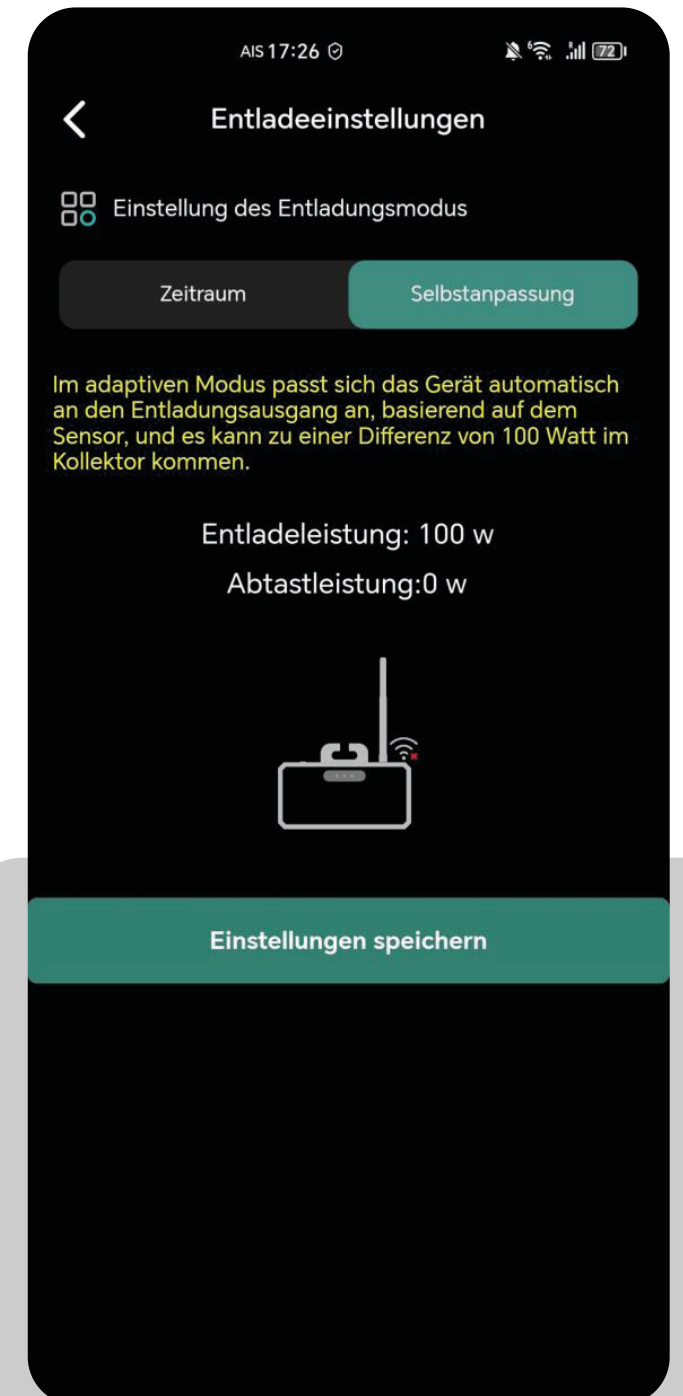 AIS 17:26 72
Entladeeinstellungen
Einstellung des Entladungsmodus
Zeitraum Selbstanpassung
Im adaptiven Modus passt sich das Gerät automatisch
an den Entladungsausgang an, basierend auf dem
Sensor, und es kann zu einer Differenz von 100 Watt im
Kollektor kommen.
Entladeleistung: 100 w
Abtastleistung:0 w
Einstellungen speichern